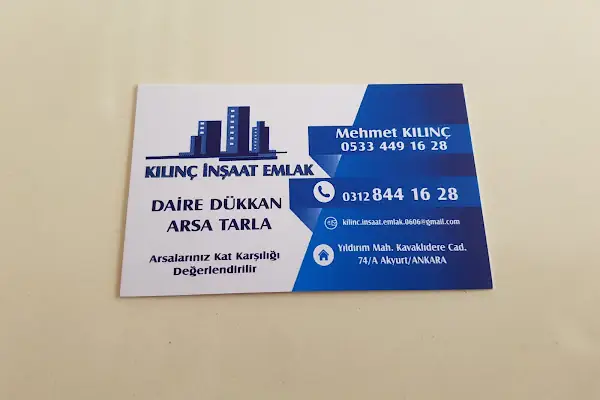 KILINÇ İNŞAAT EMLAK
DAİRE DÜKKAN
ARSA TARLA
Arsalarınız Kat Karşılığı
Değerlendirilir
Mehmet KILINÇ
0533 449 16 28
0312 844 16 28
kilinc.insaat.emlak.0606@gmail.com
Yıldırım Mah. Kavaklıdere Cad.
74/A Akyurt/ANKARA